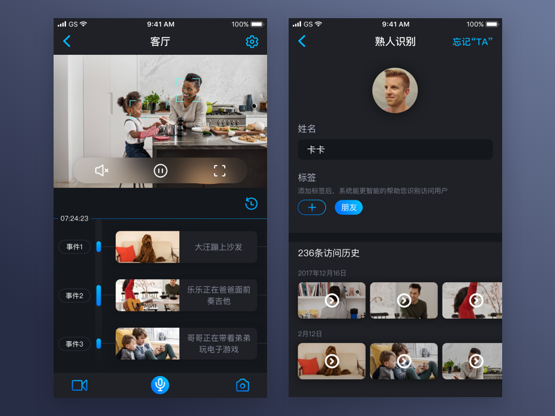 GS 9:41 AM 100%
客厅
07:24:23
事件1 大汪蹦上沙发
事件2 乐乐正在爸爸面前
奏吉他
事件3 哥哥正在带着弟弟
玩电子游戏
GS 9:41 AM 100%
熟人识别 忘记“TA”
姓名
卡卡
标签
添加标签后，系统能更智能的帮助您识别访问用户
朋友
236条访问历史
2017年12月16日
2月12日